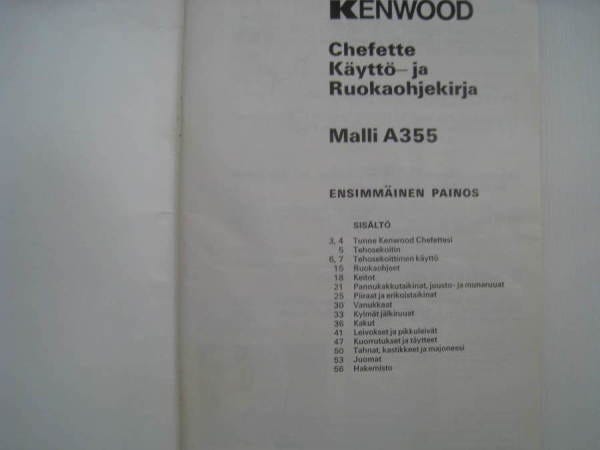 KENWOOD
Chefette
Käyttö– ja
Ruokaohjekirja
Malli A355
ENSIMMÄINEN PAINOS
SISÄLTÖ
3, 4 Tunne Kenwood Chefettesi
5 Tehosekoitin
6, 7 Tehosekoittimen käyttö
15 Ruokaohjeet
18 Keitot
21 Pannukakkutaikinat, juusto- ja munaruuat
25 Piiraat ja erikoistaikinat
30 Vanukkaat
33 Kylmät jälkiruuat
36 Kakut
41 Leivokset ja pikkuleivät
47 Kuorrutukset ja täytteet
50 Tahnat, kastikkeet ja majoneesi
53 Juomat
56 Hakemisto